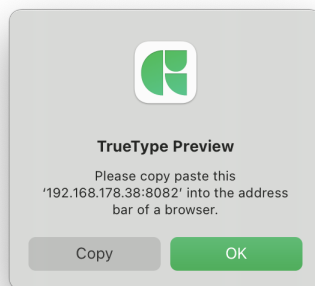 TrueType Preview
Please copy paste this
‘192.168.178.38:8082’ into the address
bar of a browser.
Copy
OK